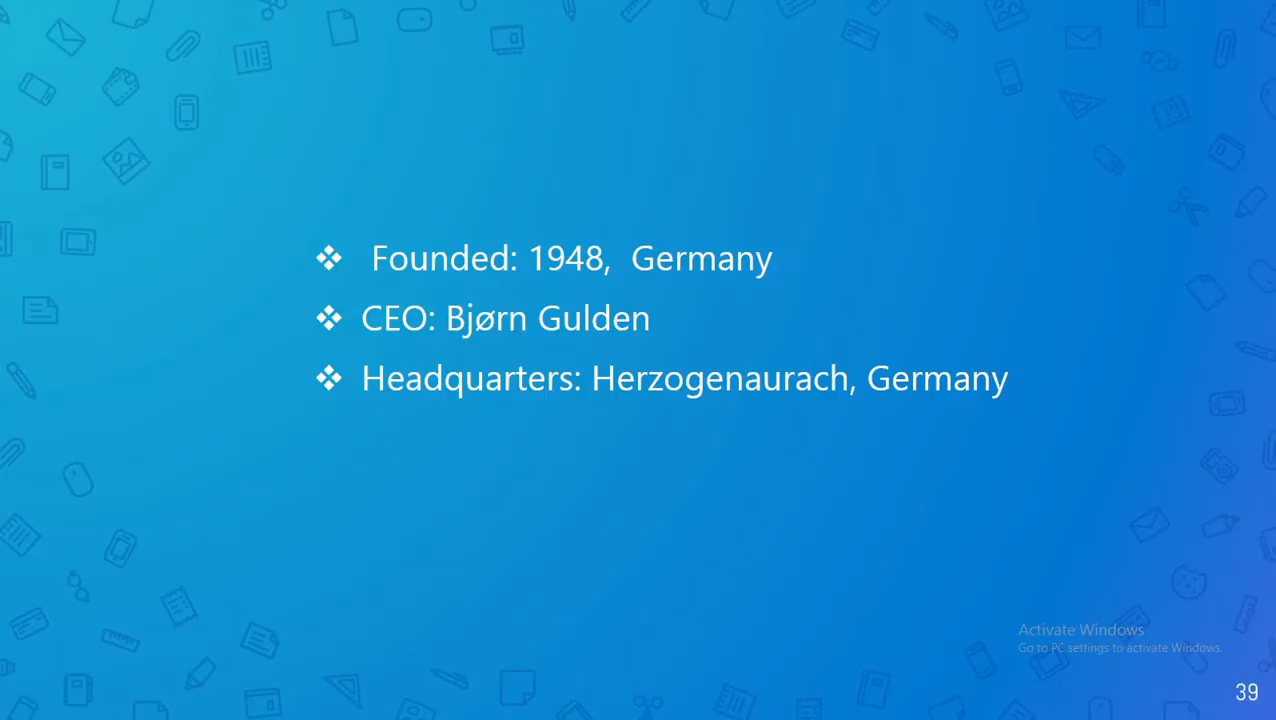 ❖ Founded: 1948, Germany
❖ CEO: Bjørn Gulden
❖ Headquarters: Herzogenaurach, Germany
Activate Windows
Go to PC settings to activate Windows.
39